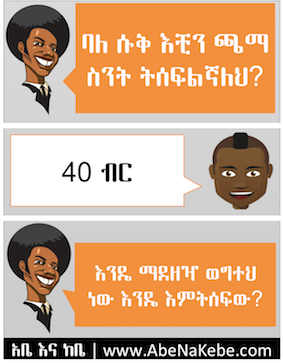 ባለ ሱቅ እቺን ጫማ
ስንት ትሰፍልኛለህ?
40 ብር
እንዴ ማደዘዣ ወግተህ
ነው እንዴ እምትሰፍው?
አቤ እና ከቤ | www.AbeNaKebe.com